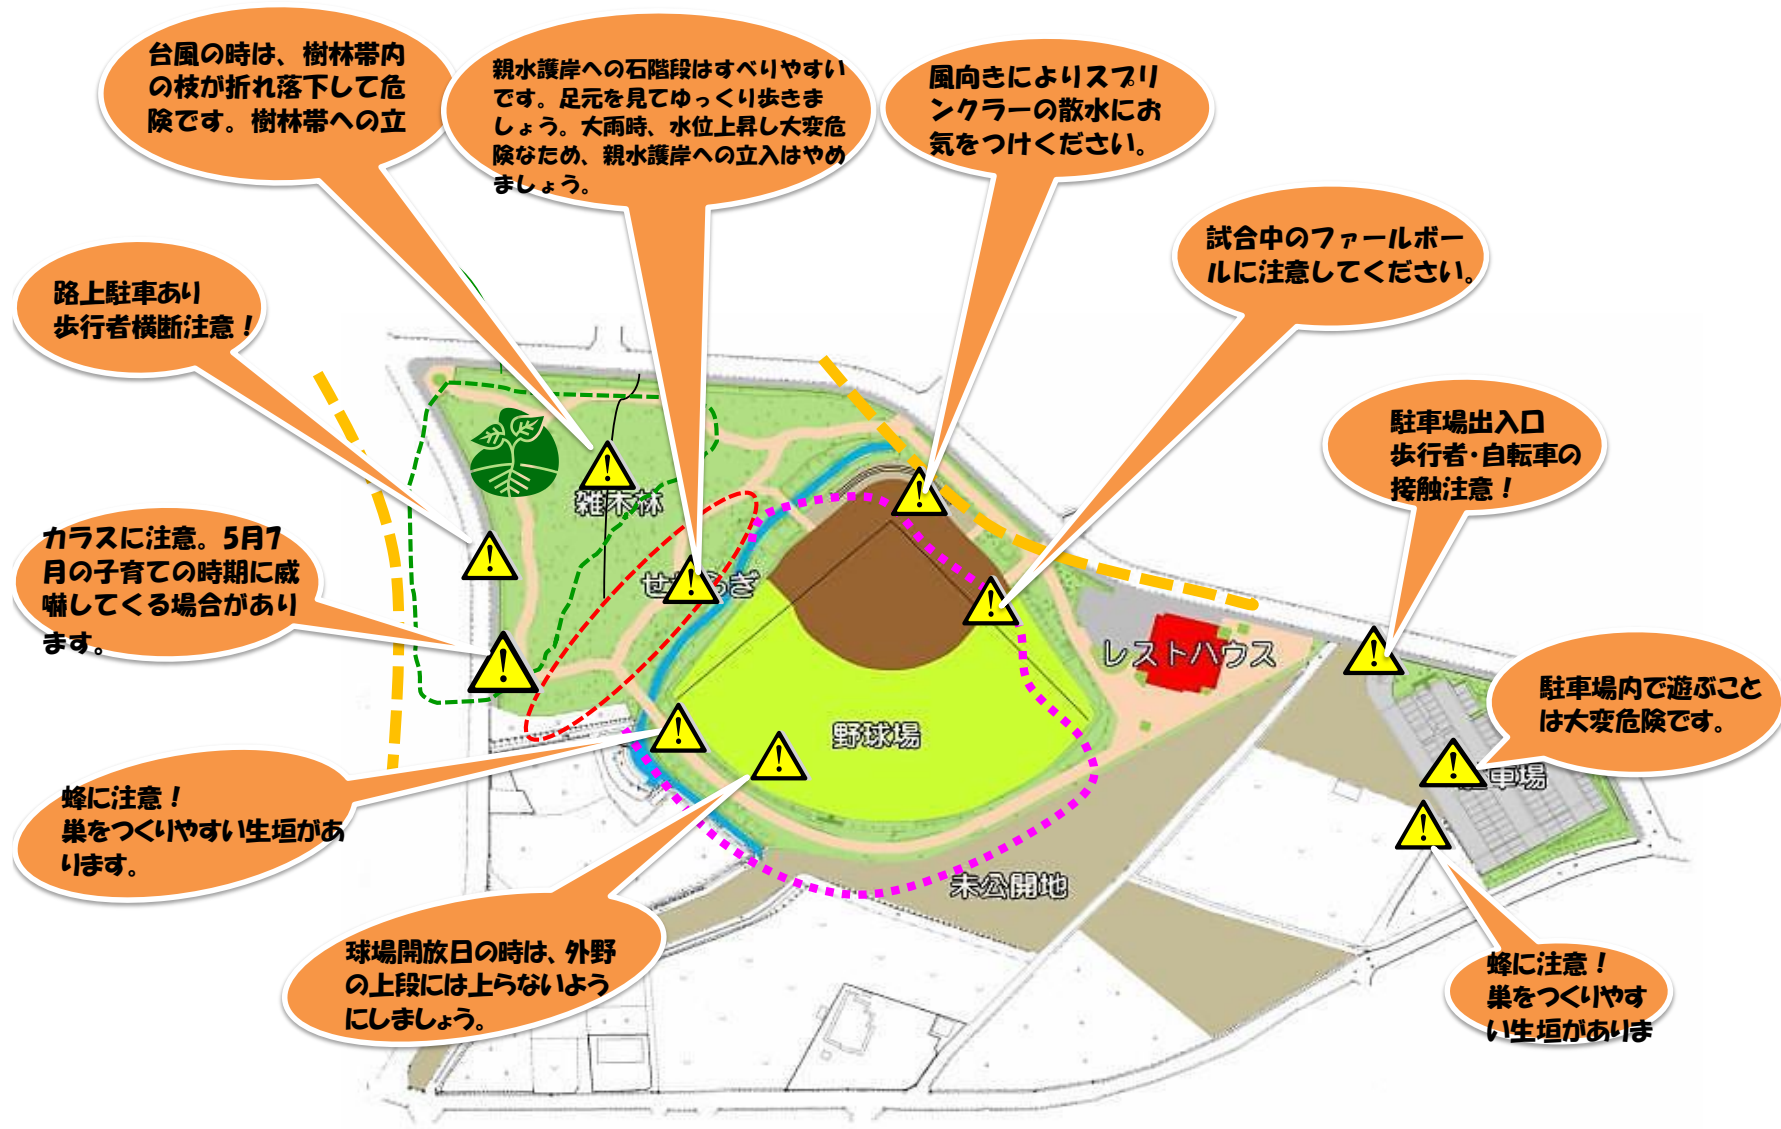 台風の時は、樹林帯内
の枝が折れ落下して危
険です。樹林帯への立
親水護岸への石階段はすべりやすい
です。足元を見てゆっくり歩きま
しょう。大雨時、水位上昇し大変危
険なため、親水護岸への立入はやめ
ましょう。
風向きによりスプリ
ンクラーの散水にお
気をつけください。
試合中のファールボー
ルに注意してください。
路上駐車あり
歩行者横断注意！
駐車場出入口
歩行者・自転車の
接触注意！
カラスに注意。5月7
月の子育ての時期に威
嚇してくる場合があり
ます。
雑木林
せ らぎ
レストハウス
野球場
駐車場内で遊ぶこと
は大変危険です。
車場
蜂に注意！
巣をつくりやすい生垣があ
ります。
未公開地
球場開放日の時は、外野
の上段には上らないよう
にしましょう。
蜂に注意！
巣をつくりやす
い生垣がありま